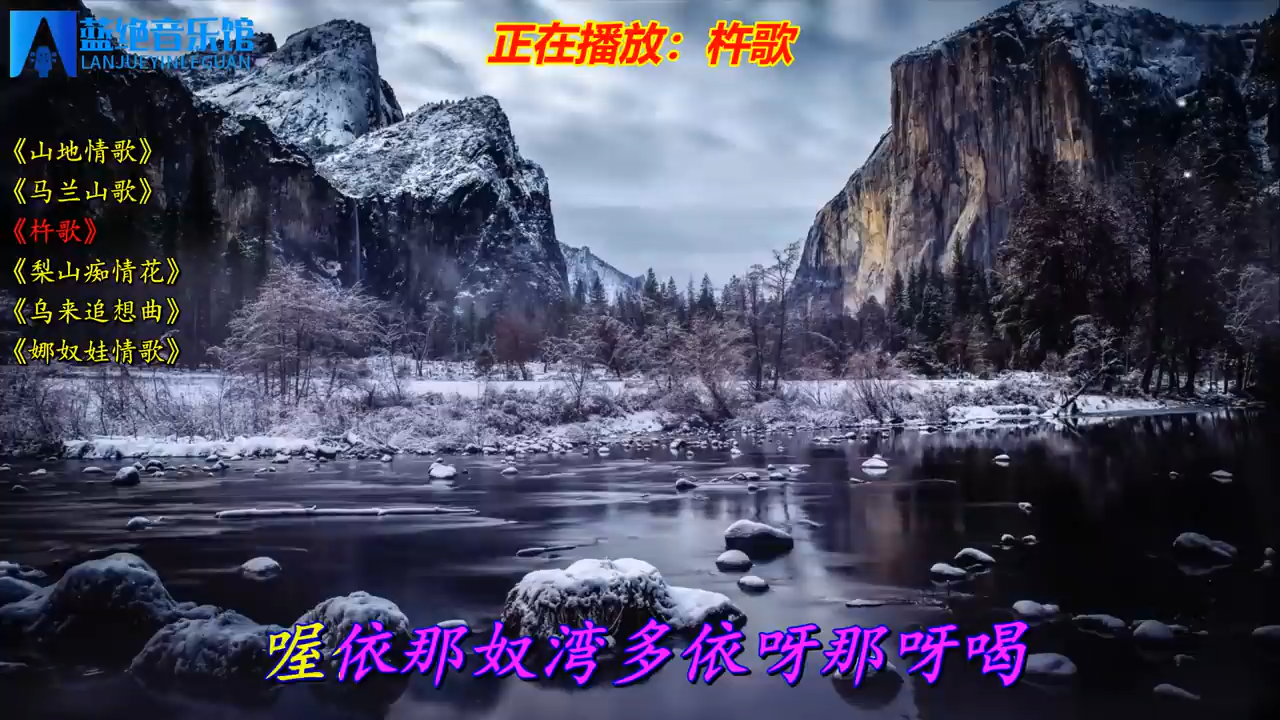 蓝绝音乐馆
LANJUEYINLEGUAN
正在播放：杵歌
《山地情歌》
《马兰山歌》
《杵歌》
《梨山痴情花》
《乌来追想曲》
《娜奴娃情歌》
喔依那奴湾多依呀那呀喝